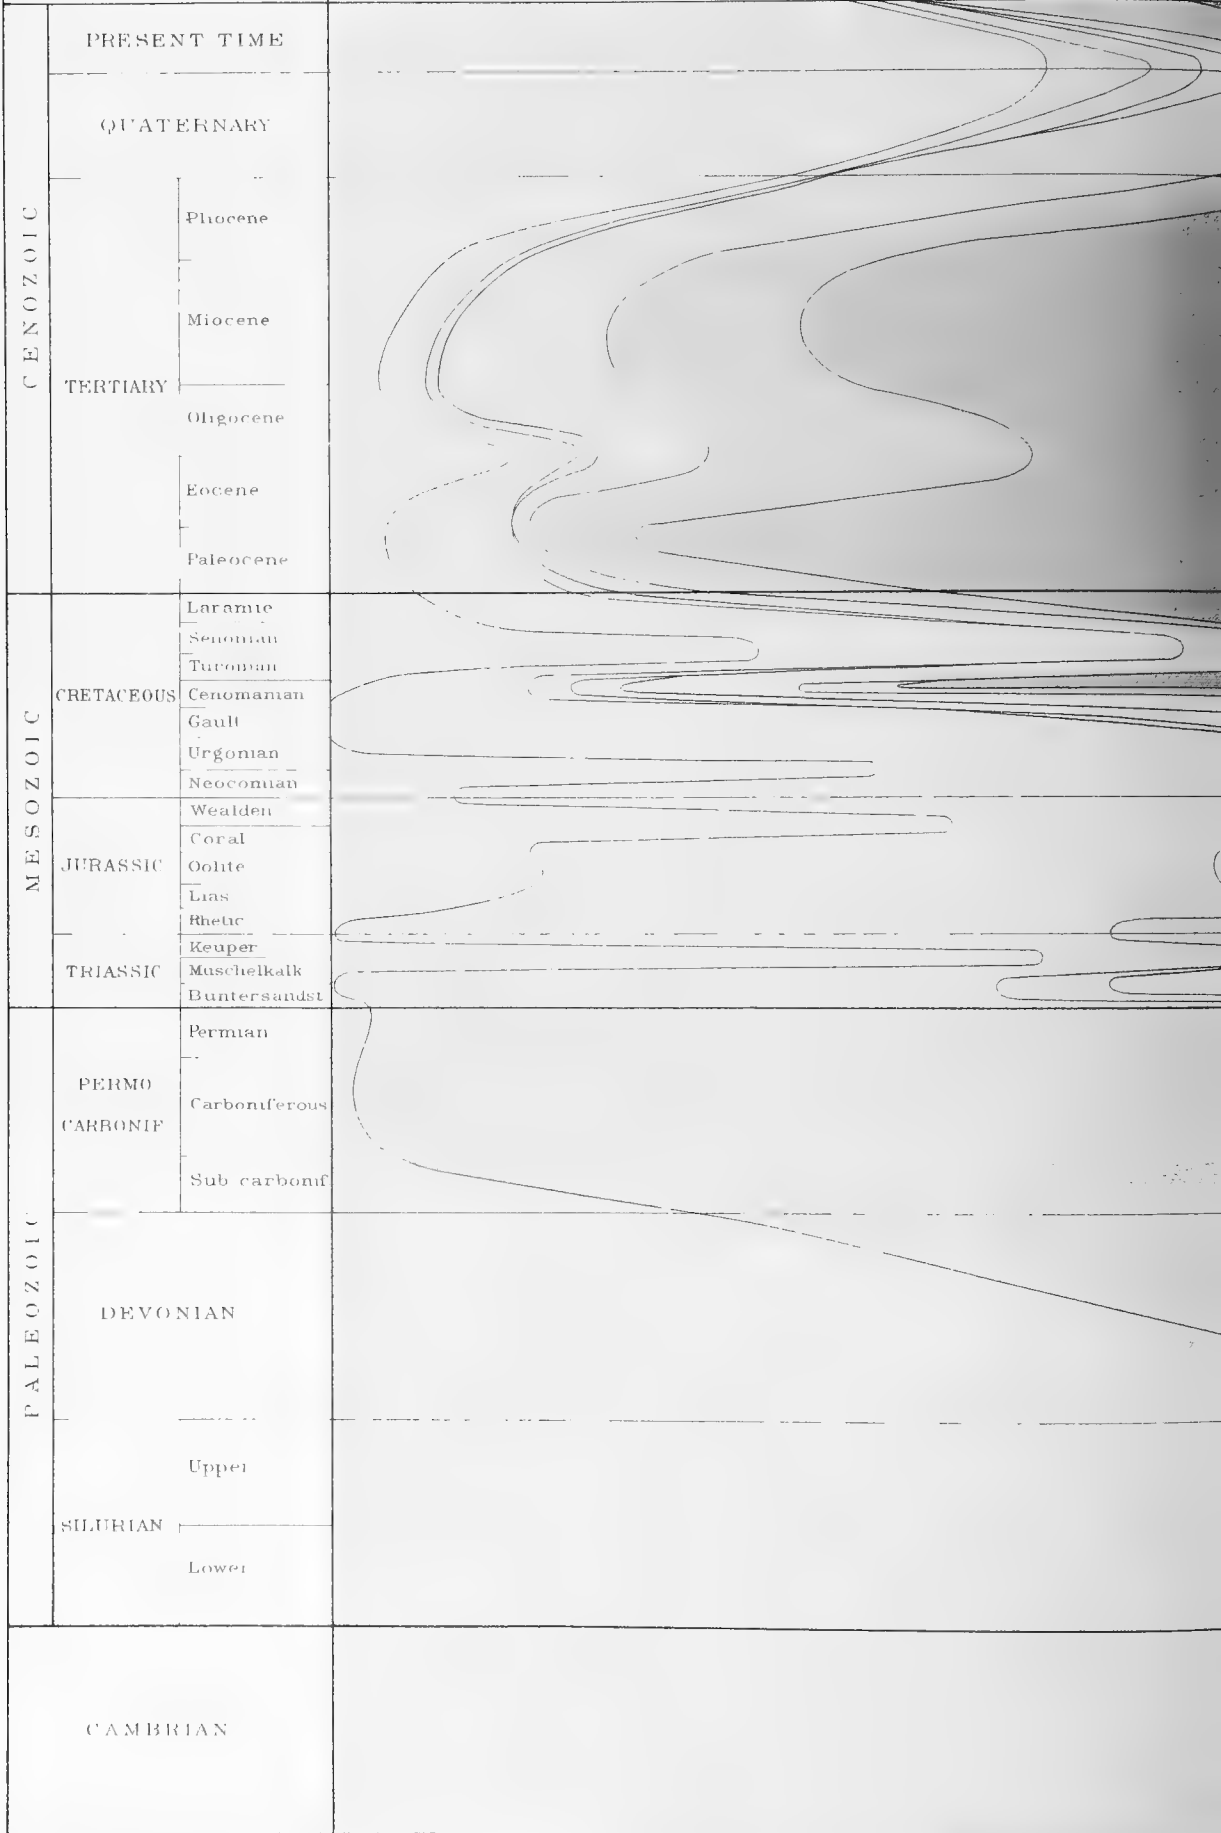 PRESENT TIME
QUATERNARY
CENOZOIC
Pliocene
Miocene
TERTIARY
Oligocene
Eocene
Paleocene
Laramie
Senonian
Turonian
CRETACEOUS
Cenomanian
Gault
Urgonian
Neocomian
MESOZOIC
Wealden
Coral
JURASSIC
Oolite
Lias
Rhetic
Keuper
TRIASSIC
Muschelkalk
Buntersandst
Permian
PERMO
CARBONIF
Carboniferous
Sub carbonif
PALEOZOIC
DEVONIAN
Upper
SILURIAN
Lower
CAMBRIAN